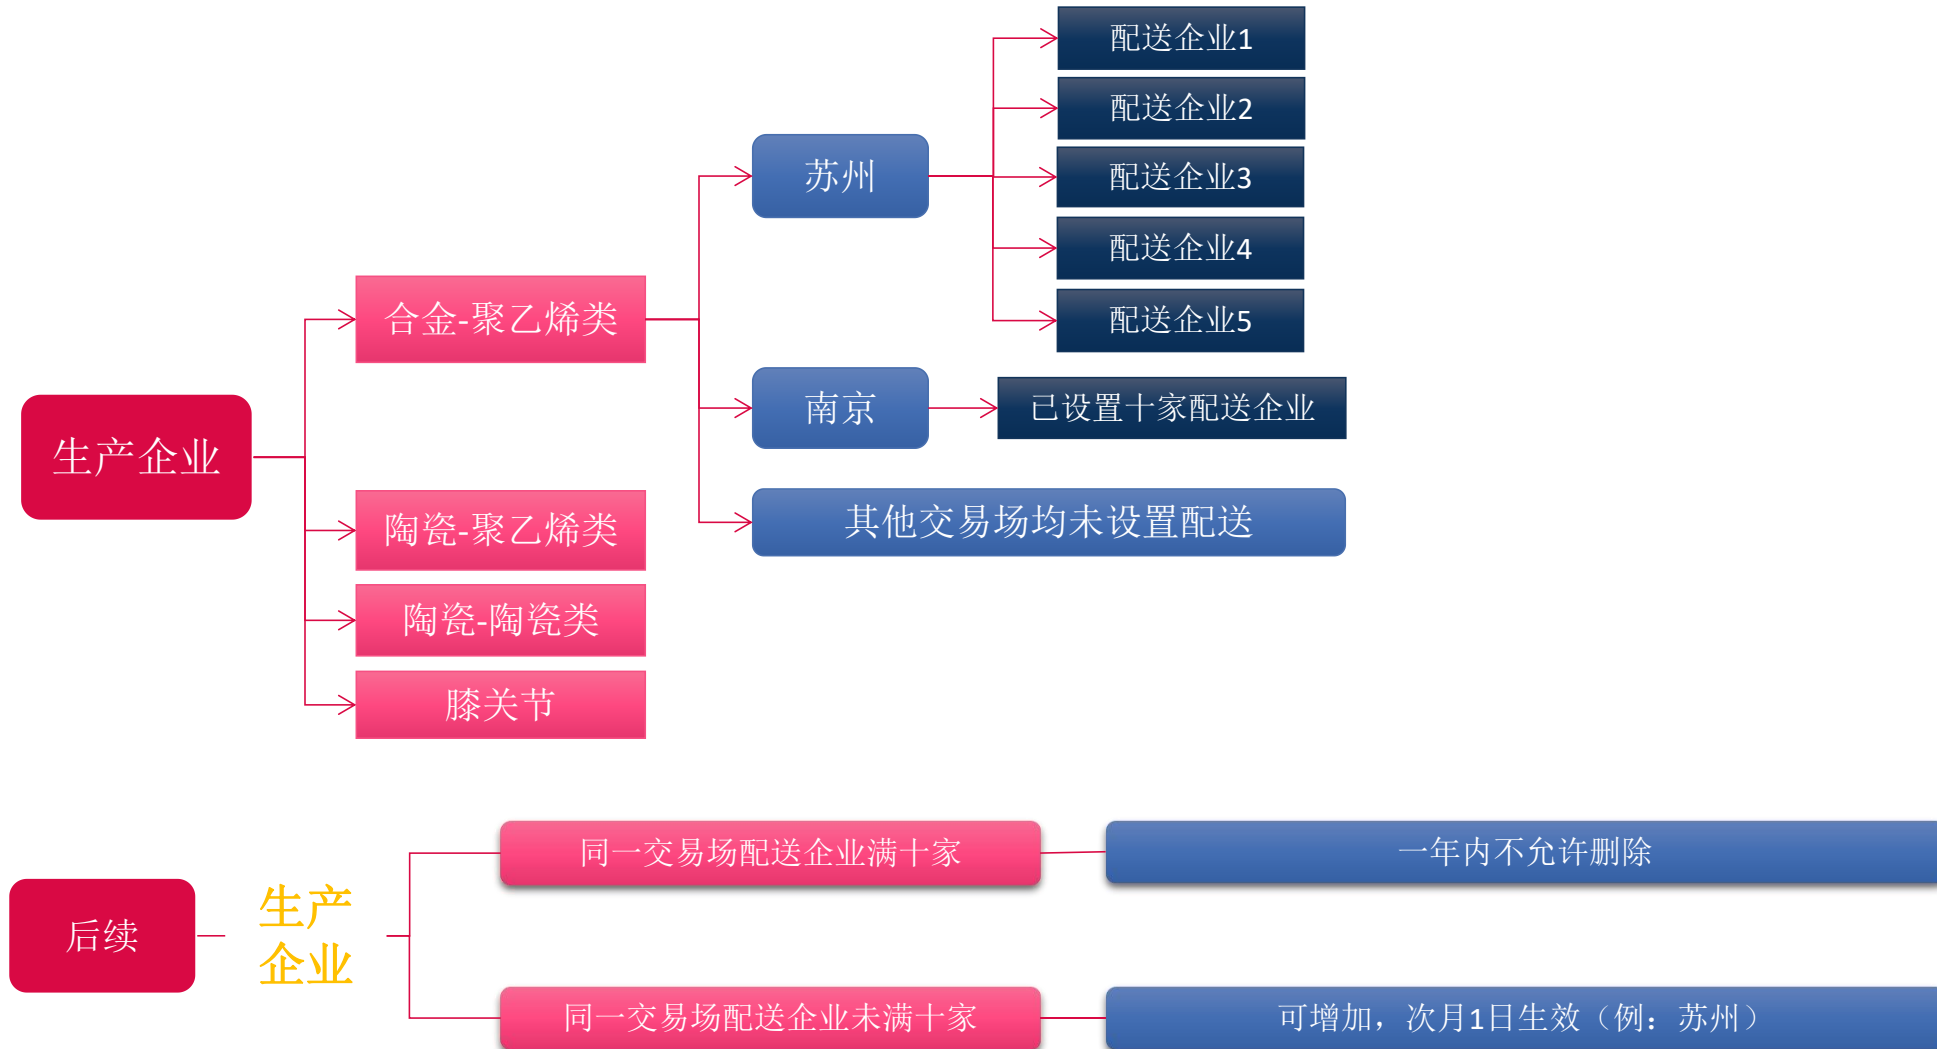 生产企业
合金-聚乙烯类
陶瓷-聚乙烯类
陶瓷-陶瓷类
膝关节
苏州
南京
其他交易场均未设置配送
配送企业1
配送企业2
配送企业3
配送企业4
配送企业5
已设置十家配送企业
后续
生产
企业
同一交易场配送企业满十家
一年内不允许删除
同一交易场配送企业未满十家
可增加，次月1日生效（例：苏州）